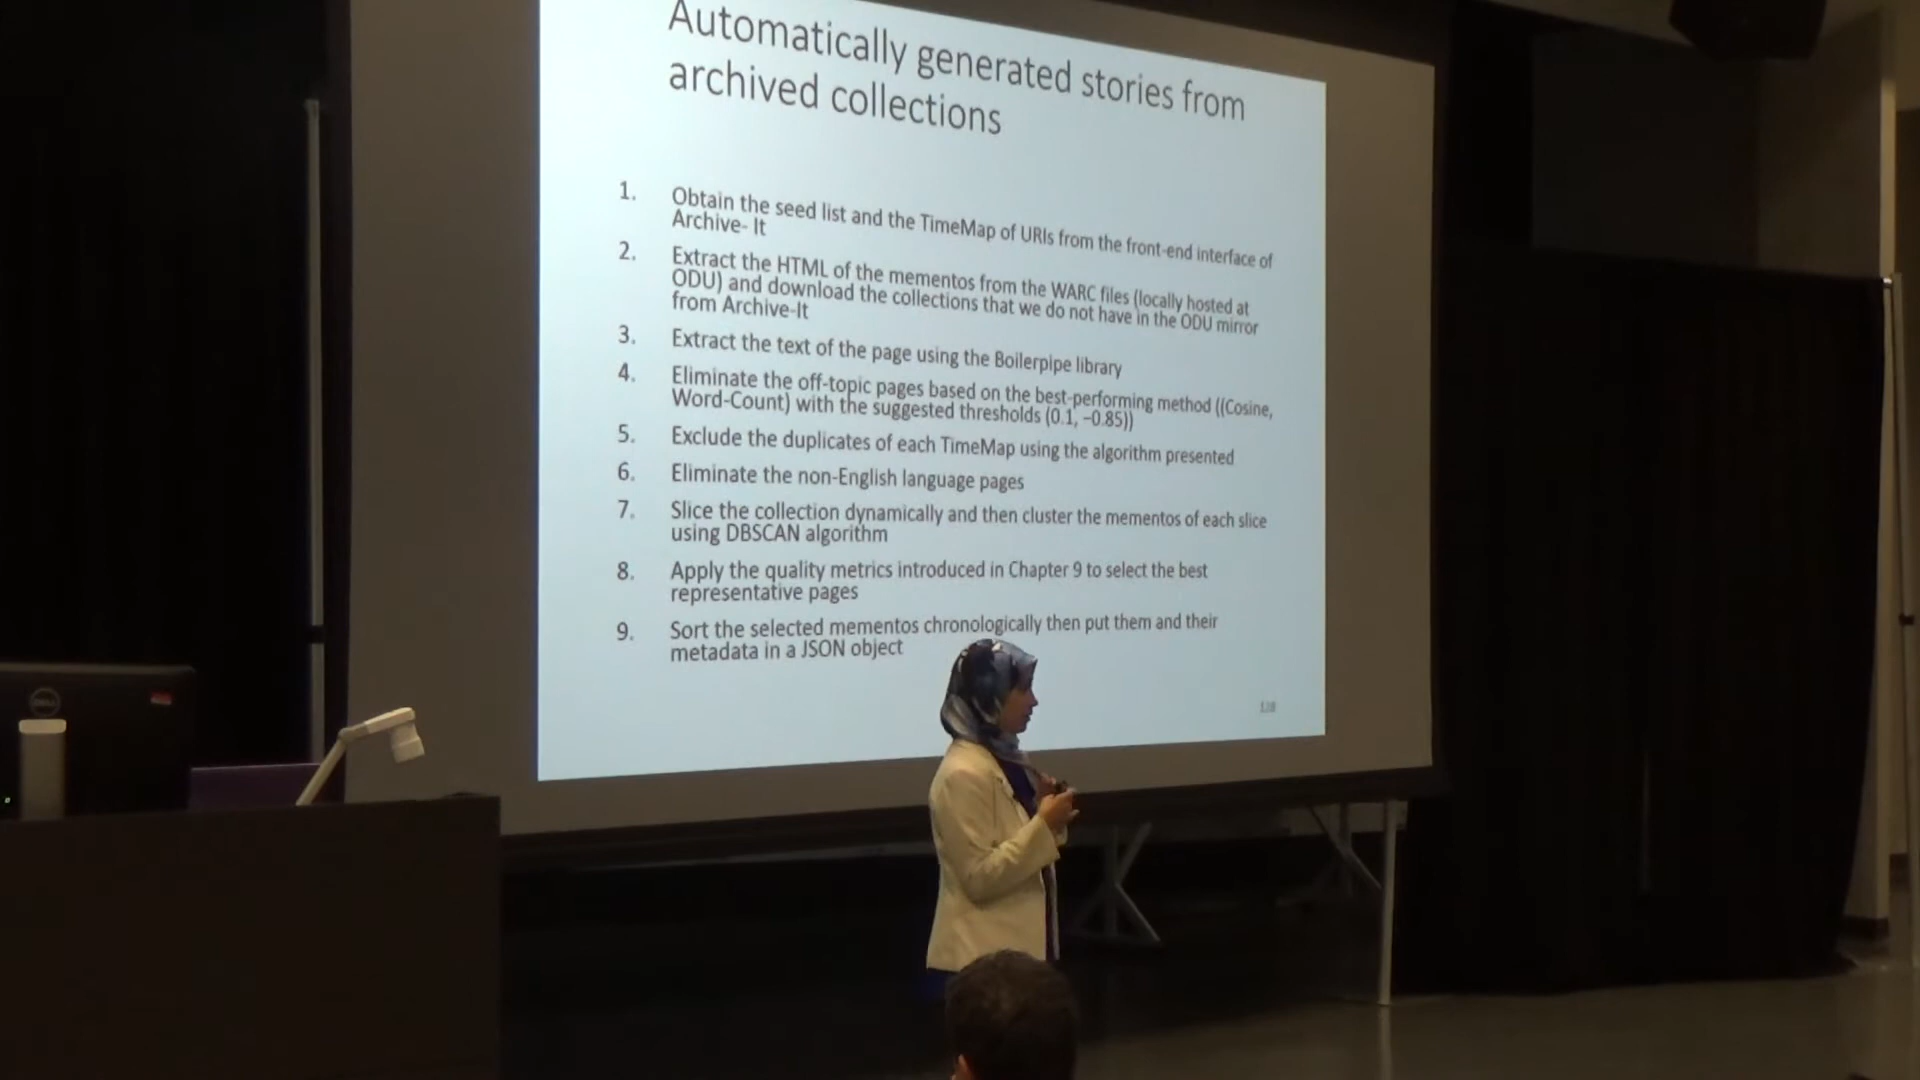 Automatically generated stories from
archived collections
1. Obtain the seed list and the TimeMap of URIs from the front-end interface of
Archive- It
2. Extract the HTML of the mementos from the WARC files (locally hosted at
ODU) and download the collections that we do not have in the ODU mirror
from Archive-It
3. Extract the text of the page using the Boilerpipe library
4. Eliminate the off-topic pages based on the best-performing method ((Cosine,
Word-Count) with the suggested thresholds (0.1, −0.85))
5. Exclude the duplicates of each TimeMap using the algorithm presented
6. Eliminate the non-English language pages
7. Slice the collection dynamically and then cluster the mementos of each slice
using DBSCAN algorithm
8. Apply the quality metrics introduced in Chapter 9 to select the best
representative pages
9. Sort the selected mementos chronologically then put them and their
metadata in a JSON object
DELL